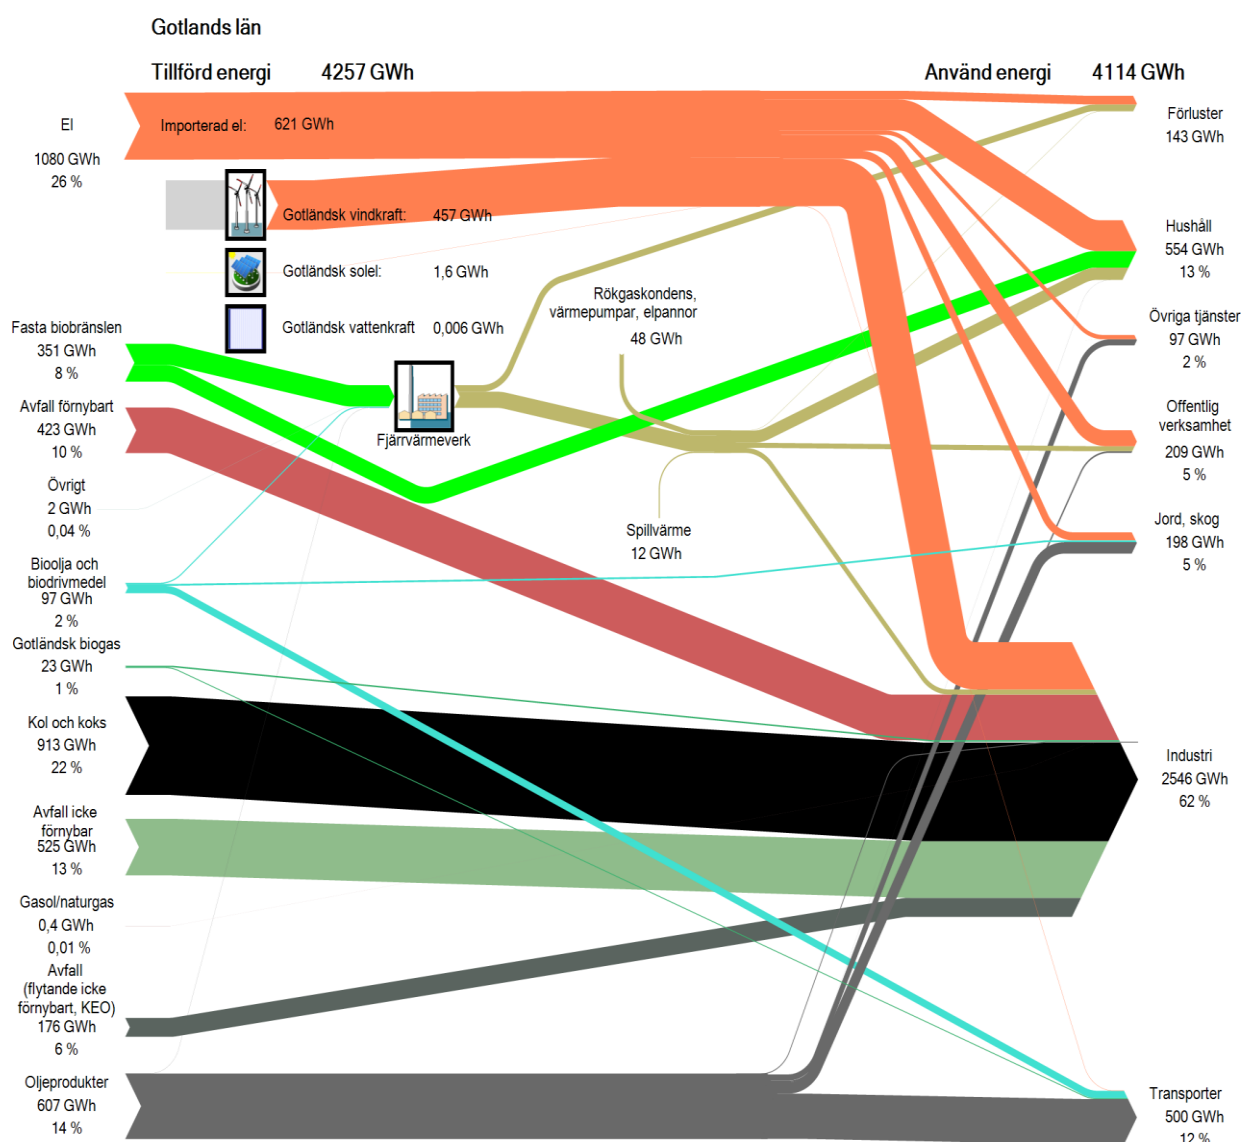 Gotlands län
Tillförd energi 4257 GWh
Använd energi 4114 GWh
El
1080 GWh
26 %
Importerad el: 621 GWh
Gotländsk vindkraft: 457 GWh
Gotländsk solel: 1,6 GWh
Gotländsk vattenkraft 0,006 GWh
Fasta biobränslen
351 GWh
8 %
Avfall förnybart
423 GWh
10 %
Övrigt
2 GWh
0,04 %
Bioolja och
biodrivmedel
97 GWh
2 %
Gotländsk biogas
23 GWh
1 %
Kol och koks
913 GWh
22 %
Avfall icke
förnybar
525 GWh
13 %
Gasol/naturgas
0,4 GWh
0,01 %
Avfall
(flytande icke
förnybart, KEO)
176 GWh
6 %
Oljeprodukter
607 GWh
14 %
Fjärrvärmeverk
Rökgaskondens,
värmepumpar, elpannor
48 GWh
Spillvärme
12 GWh
Förluster
143 GWh
Hushåll
554 GWh
13 %
Övriga tjänster
97 GWh
2 %
Offentlig
verksamhet
209 GWh
5 %
Jord, skog
198 GWh
5 %
Industri
2546 GWh
62 %
Transporter
500 GWh
12 %